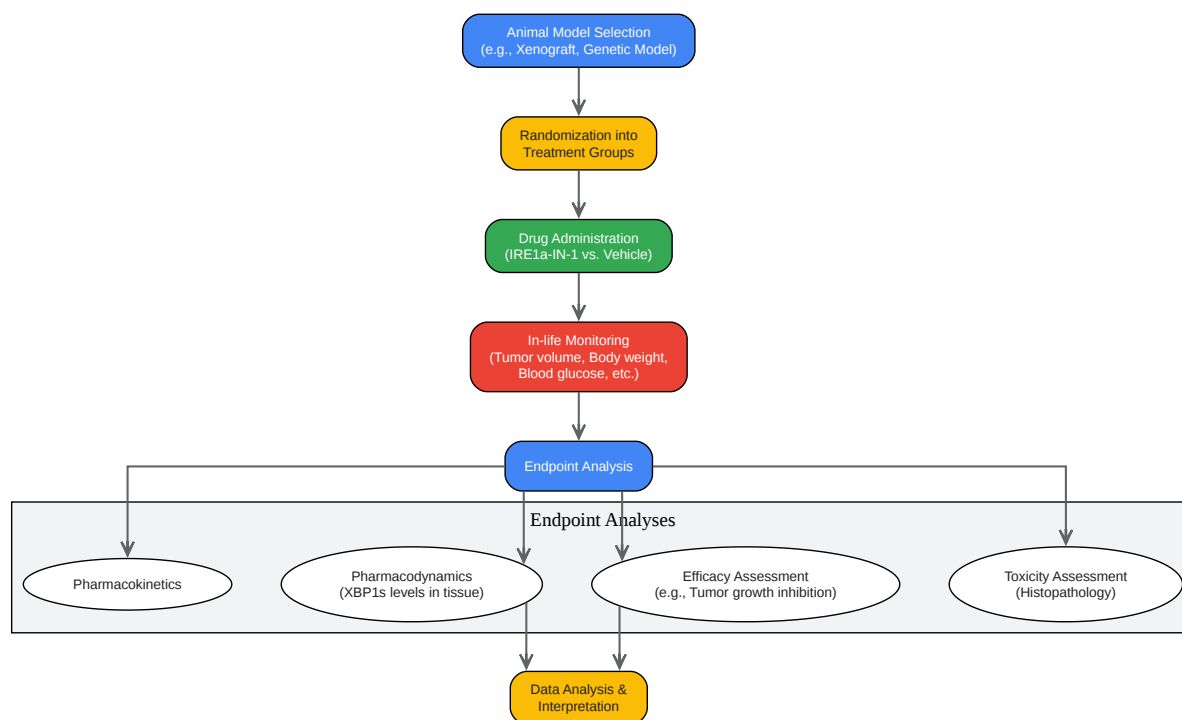 Animal Model Selection
(e.g., Xenograft, Genetic Model)
Randomization into
Treatment Groups
Drug Administration
(IRE1a-IN-1 vs. Vehicle)
In-life Monitoring
(Tumor volume, Body weight,
Blood glucose, etc.)
Endpoint Analysis
Endpoint Analyses
Pharmacokinetics
Pharmacodynamics
(XBP1s levels in tissue)
Efficacy Assessment
(e.g., Tumor growth inhibition)
Toxicity Assessment
(Histopathology)
Data Analysis &
Interpretation